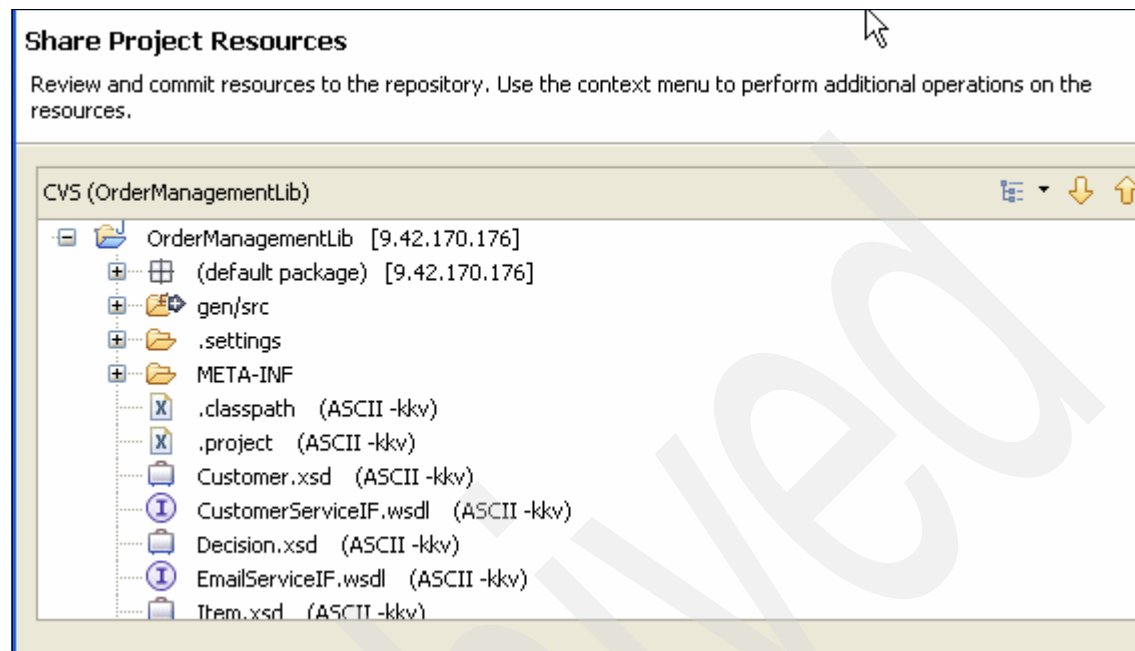 Share Project Resources
Review and commit resources to the repository. Use the context menu to perform additional operations on the
resources.
CVS (OrderManagementLib)
OrderManagementLib [9.42.170.176]
(default package) [9.42.170.176]
gen/src
.settings
META-INF
.classpath (ASCII -kkv)
.project (ASCII -kkv)
Customer.xsd (ASCII -kkv)
CustomerServiceIF.wsdl (ASCII -kkv)
Decision.xsd (ASCII -kkv)
EmailServiceIF.wsdl (ASCII -kkv)
Item.xsd (ASCII -kkv)